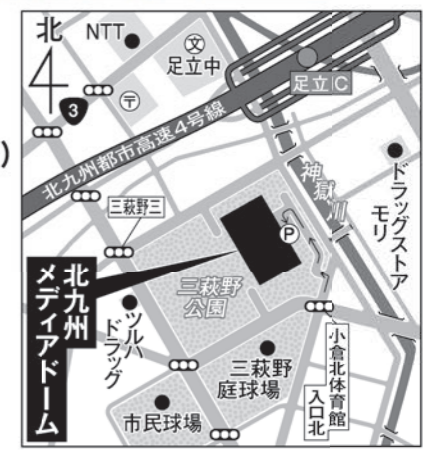 北
NTT
文
足立中
足立IC
3
〒
北九州都市高速4号線
)
三萩野三
神嶽川
ドラッグストア
モリ
P
三萩野
公園
北九州
メディアドーム
ツルハ
ドラッグ
小倉北体育館
入口北
三萩野
庭球場
市民球場